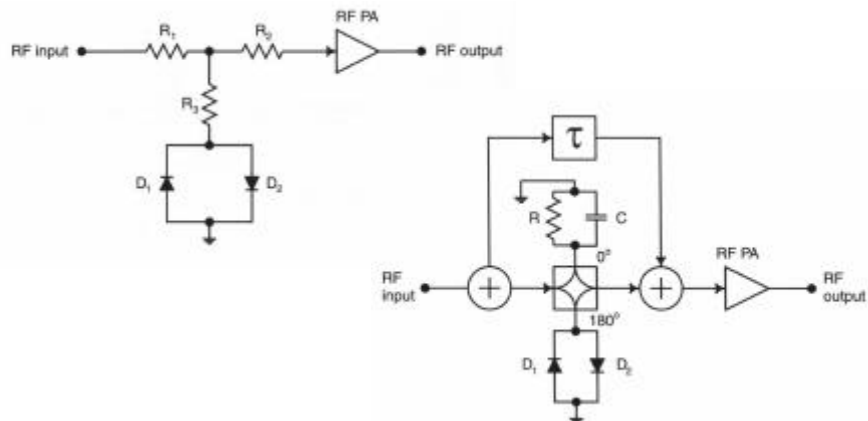 RF PA
R₁
R₂
RF input
RF output
R₃
D₁
D₂
τ
R
C
0°
RF PA
RF
input
RF
output
180°
D₁
D₂